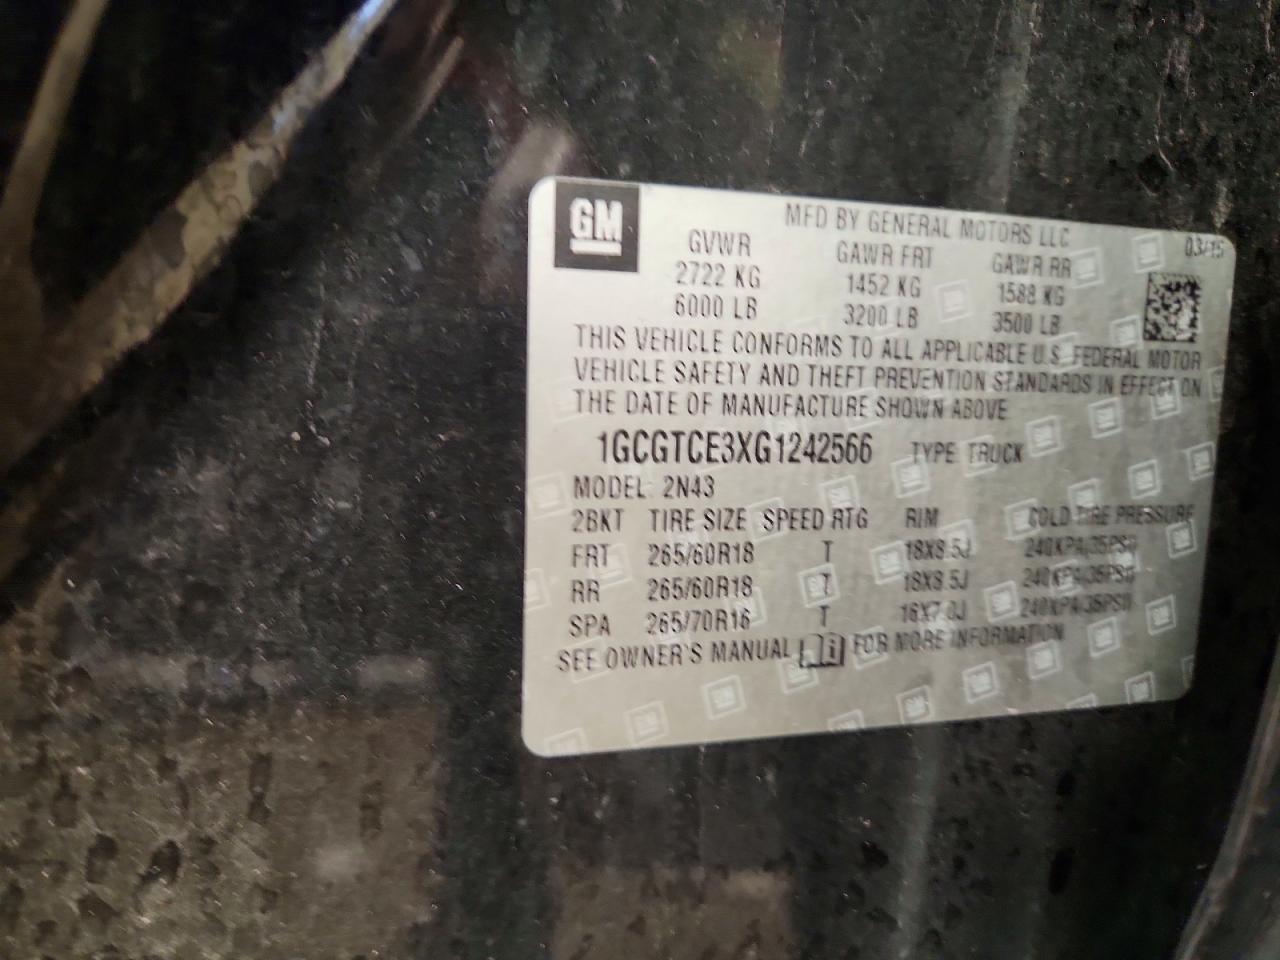 GM
MFD BY GENERAL MOTORS LLC
03/15
GVWR GAWR FRT GAWR RR
2722 KG 1452 KG 1588 KG
6000 LB 3200 LB 3500 LB
THIS VEHICLE CONFORMS TO ALL APPLICABLE U.S. FEDERAL MOTOR
VEHICLE SAFETY AND THEFT PREVENTION STANDARDS IN EFFECT ON
THE DATE OF MANUFACTURE SHOWN ABOVE
1GCGTCE3XG1242566 TYPE TRUCK
MODEL 2N43
2BKT TIRE SIZE SPEED RTG RIM COLD TIRE PRESSURE
FRT 265/60R18 T 18X8.5J 240KPA/35PSI
RR 265/60R18 T 18X8.5J 240KPA/35PSI
SPA 265/70R16 T 16X7.0J 240KPA/35PSI
SEE OWNER'S MANUAL i FOR MORE INFORMATION